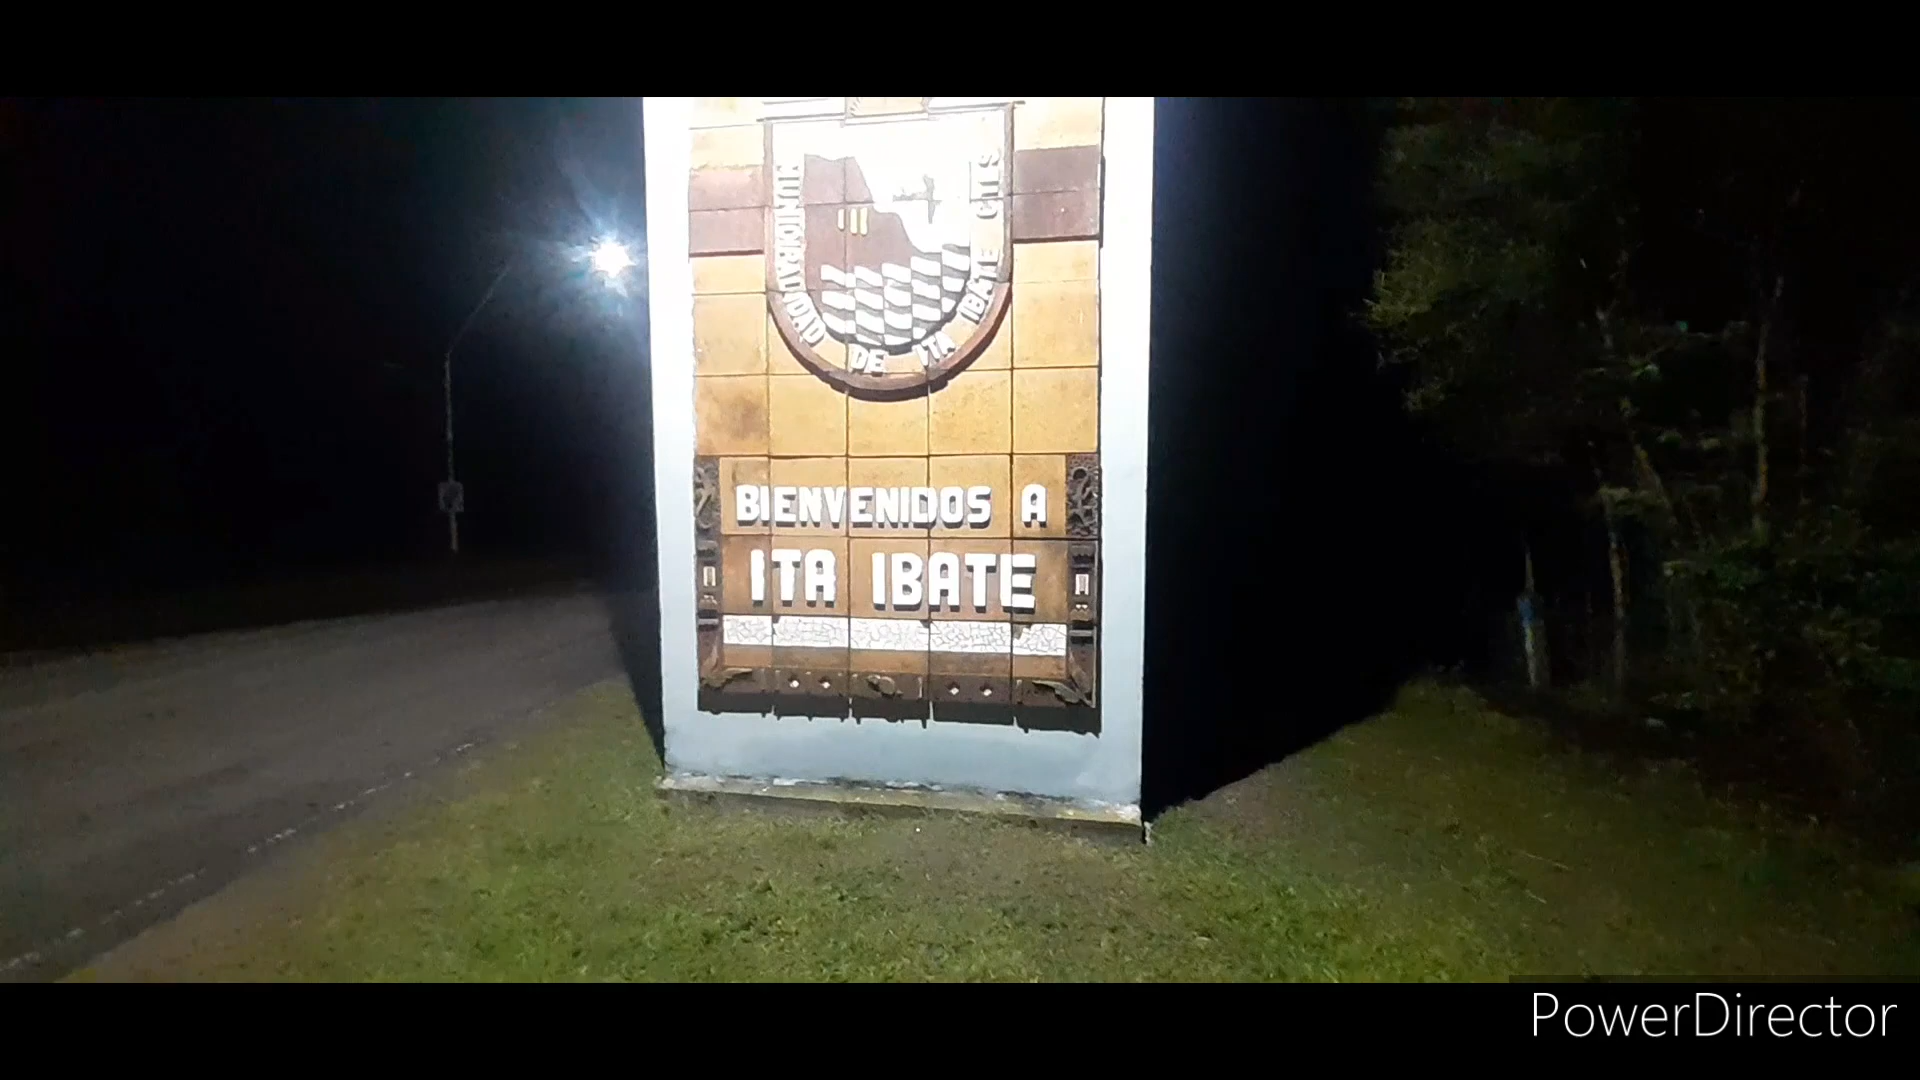 MUNICIPALIDAD DE ITA IBATE CTES
BIENVENIDOS A
ITA IBATE
PowerDirector